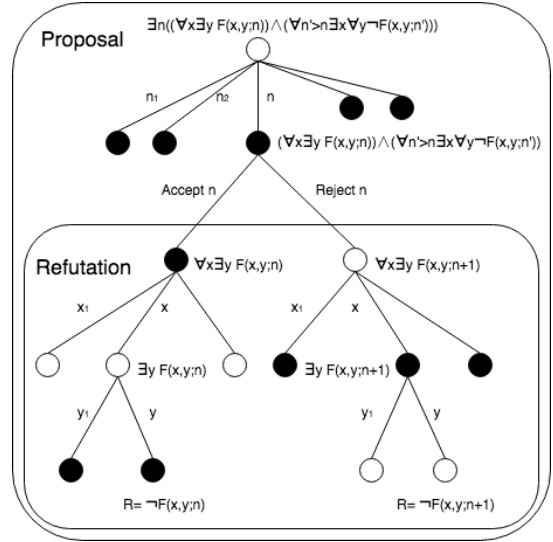 Proposal
∃n((∀x∃y F(x,y;n))∧(∀n'>n∃x∀y¬F(x,y;n')))
n₁
n₂
n
(∀x∃y F(x,y;n))∧(∀n'>n∃x∀y¬F(x,y;n'))
Accept n
Reject n
Refutation
∀x∃y F(x,y;n)
∀x∃y F(x,y;n+1)
x₁
x
x₁
x
∃y F(x,y;n)
∃y F(x,y;n+1)
y₁
y
y₁
y
R= ¬F(x,y;n)
R= ¬F(x,y;n+1)